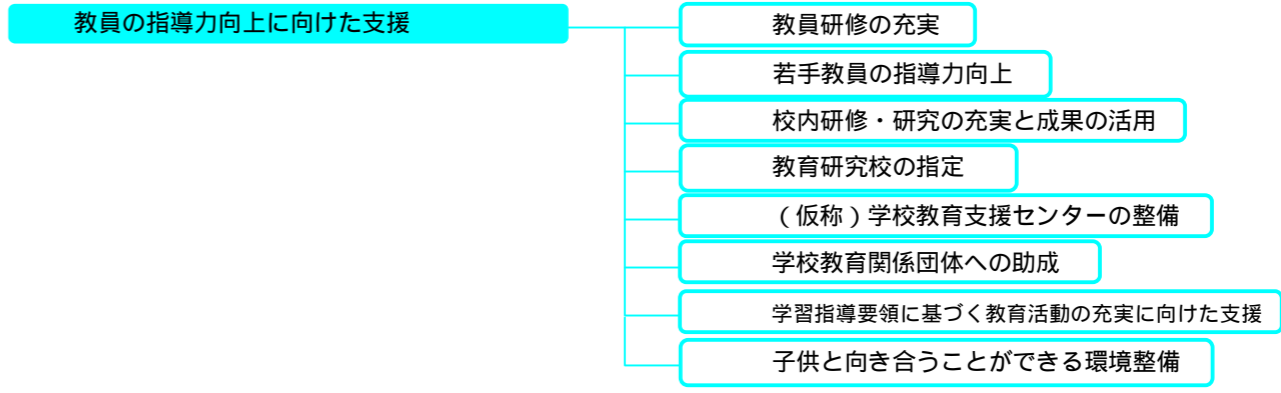 教員の指導力向上に向けた支援
教員研修の充実
若手教員の指導力向上
校内研修・研究の充実と成果の活用
教育研究校の指定
（仮称）学校教育支援センターの整備
学校教育関係団体への助成
学習指導要領に基づく教育活動の充実に向けた支援
子供と向き合うことができる環境整備